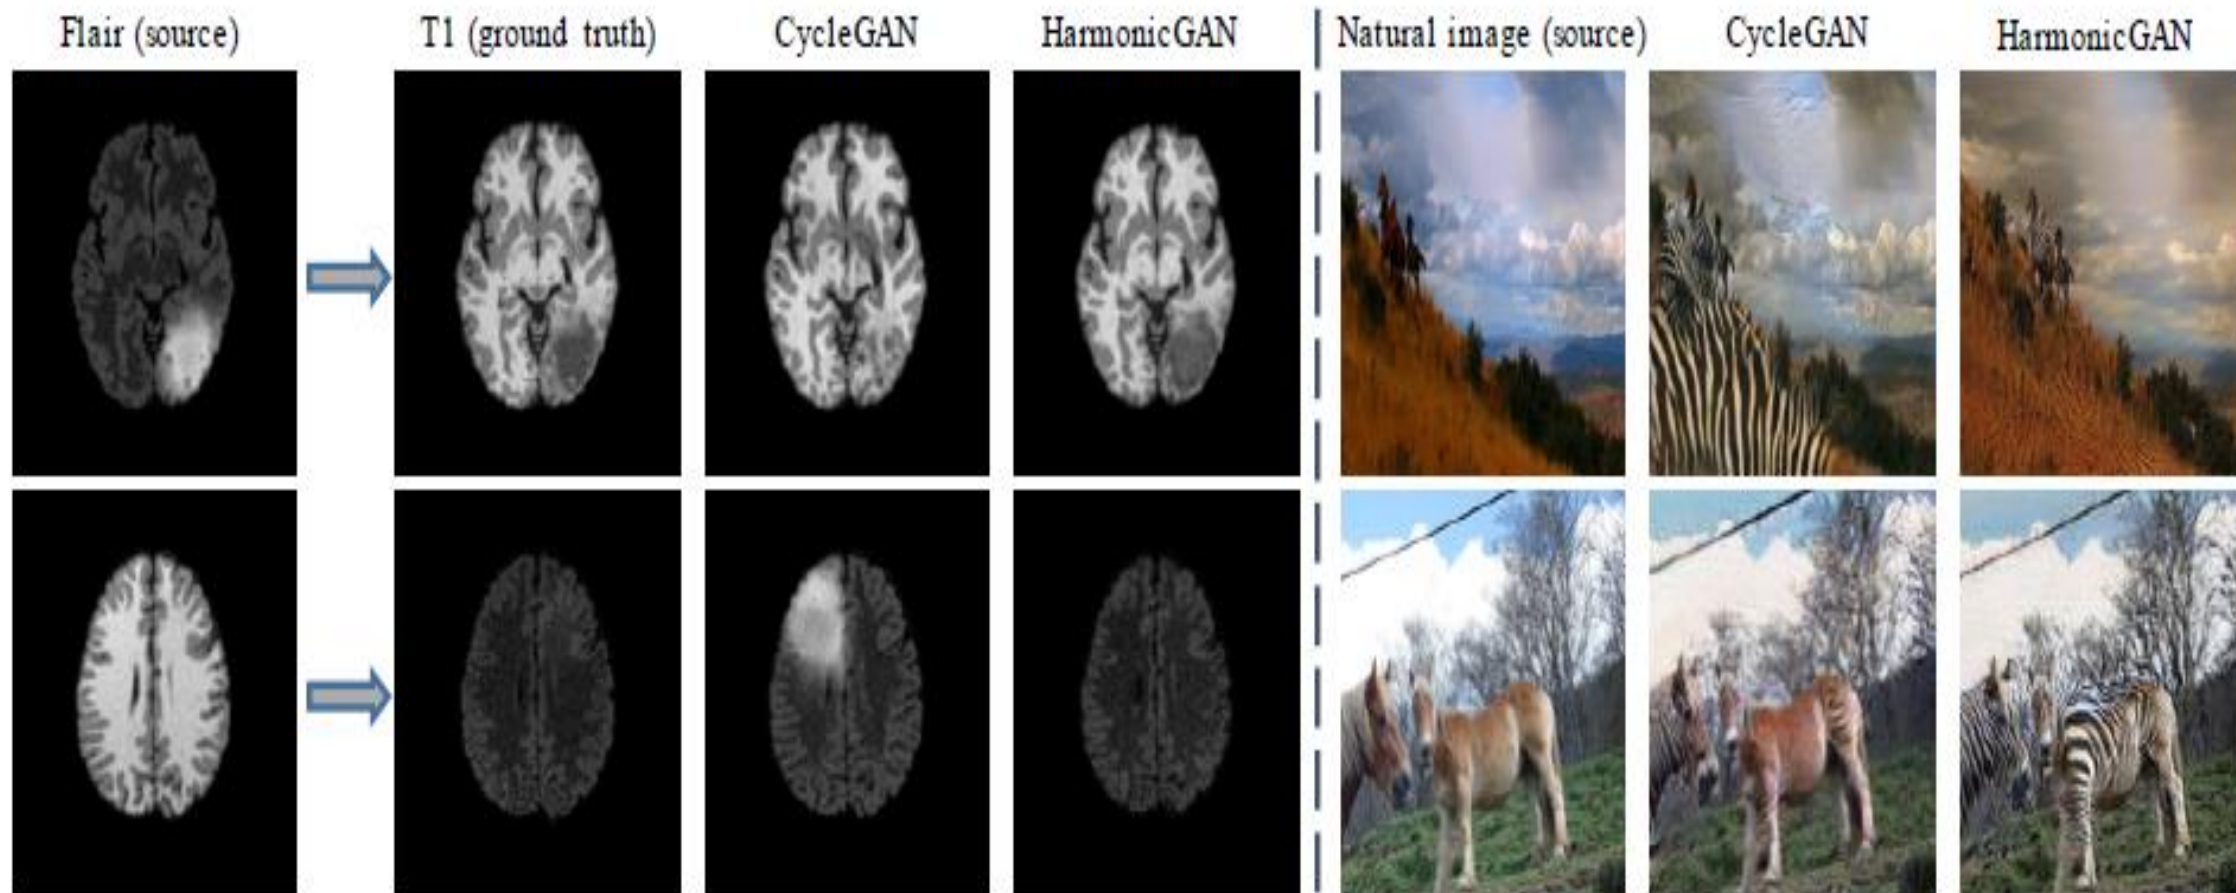 Flair (source)
T1 (ground truth)
CycleGAN
HarmonicGAN
Natural image (source)
CycleGAN
HarmonicGAN